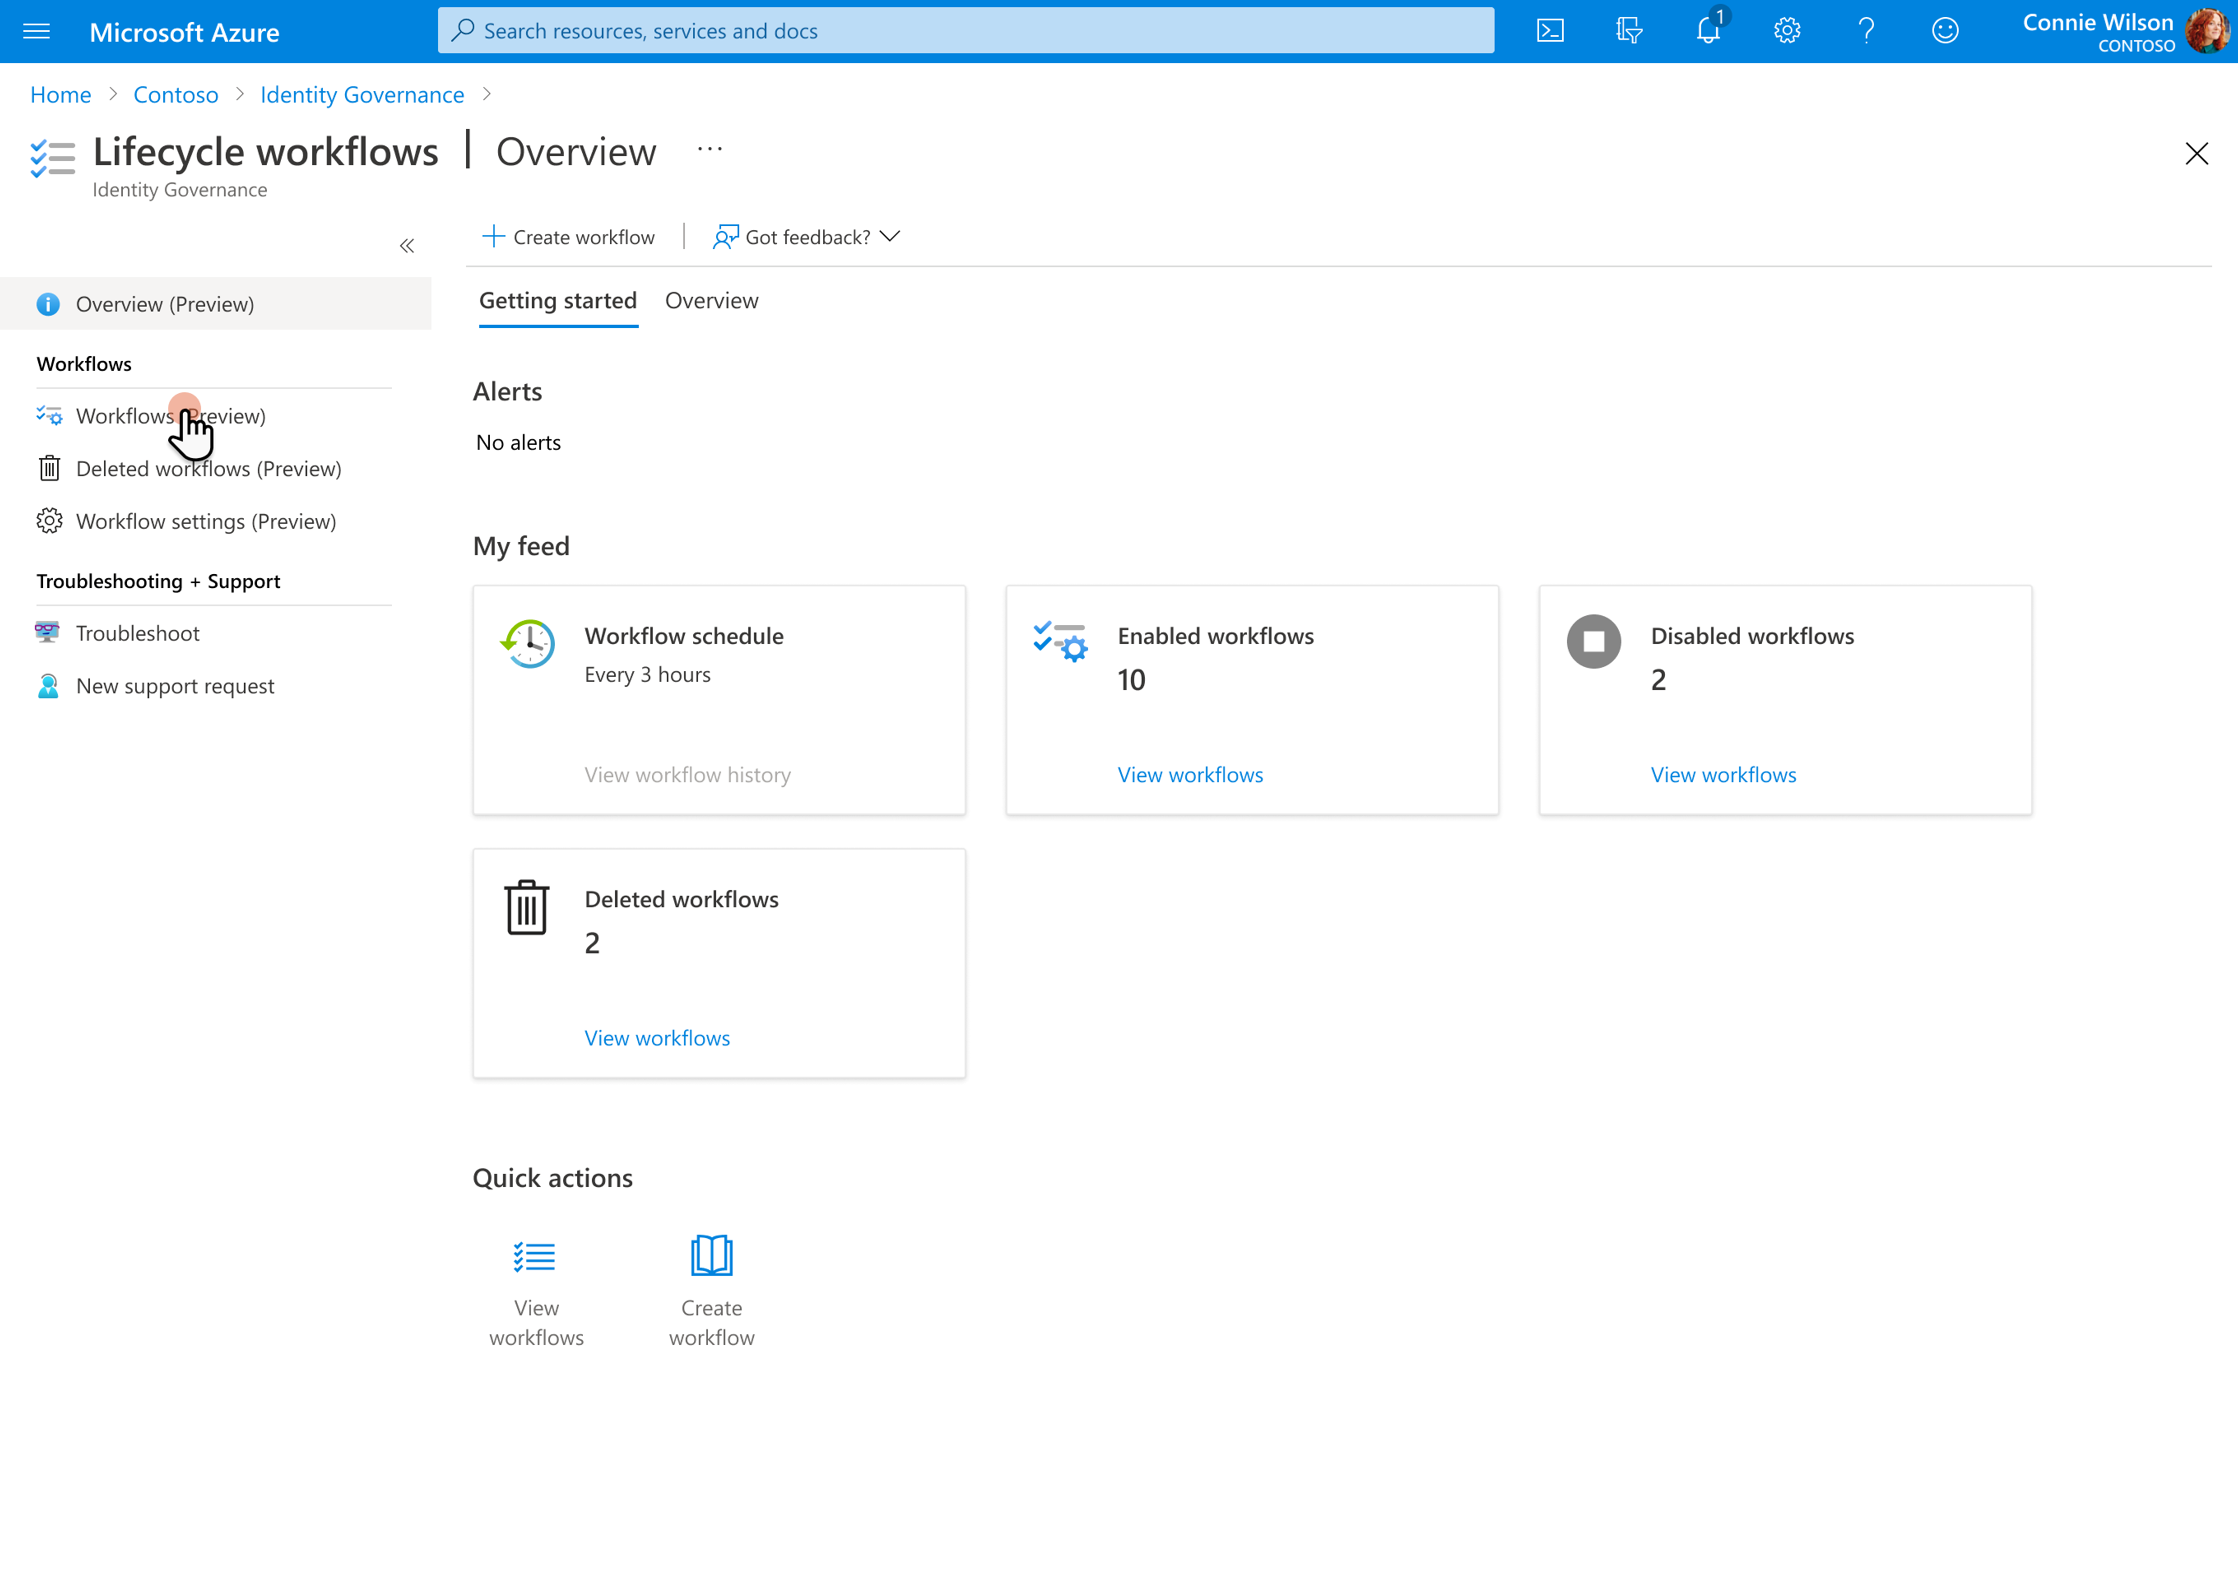 Microsoft Azure
Search resources, services and docs
1
Connie Wilson
CONTOSO
Home
Contoso
Identity Governance
Lifecycle workflows | Overview
...
Identity Governance
Create workflow
Got feedback?
Overview (Preview)
Workflows
Workflows (Preview)
Deleted workflows (Preview)
Workflow settings (Preview)
Troubleshooting + Support
Troubleshoot
New support request
Getting started
Overview
Alerts
No alerts
My feed
Workflow schedule
Every 3 hours
View workflow history
Enabled workflows
10
View workflows
Disabled workflows
2
View workflows
Deleted workflows
2
View workflows
Quick actions
View
workflows
Create
workflow